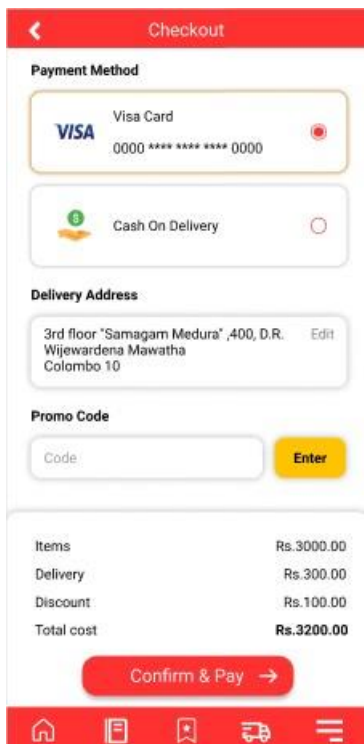 Checkout
Payment Method
Visa Card
VISA
0000 **** **** **** 0000
$
Cash On Delivery
Delivery Address
3rd floor "Samagam Medura" ,400, D.R. Edit
Wijewardena Mawatha
Colombo 10
Promo Code
Code Enter
Items Rs.3000.00
Delivery Rs.300.00
Discount Rs.100.00
Total cost Rs.3200.00
Confirm & Pay →